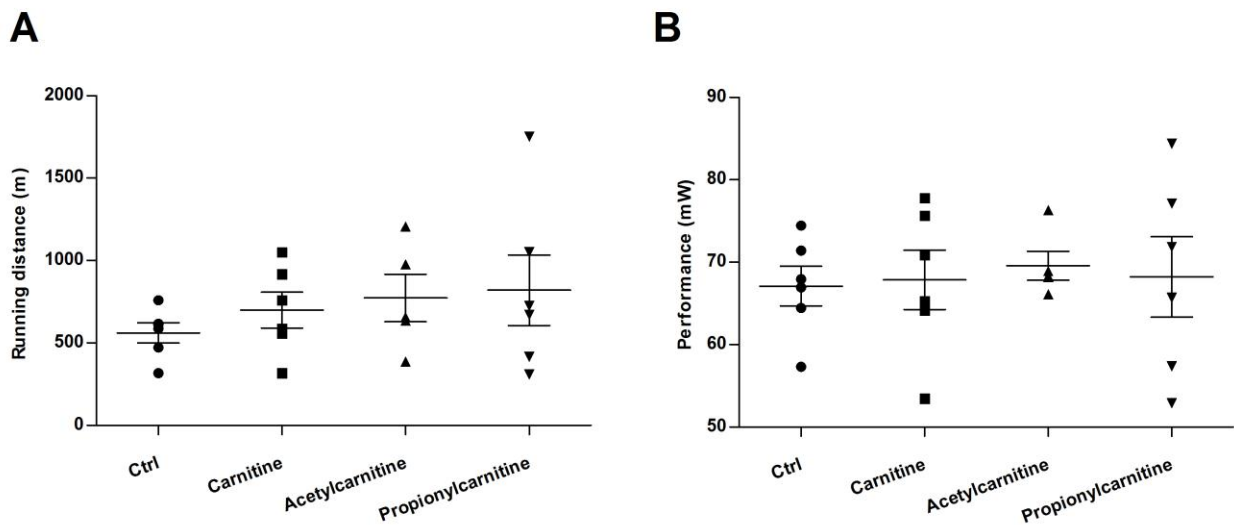 A
Running distance (m)
2000
1500
1000
500
0
Ctrl
Carnitine
Acetylcarnitine
Propionylcarnitine
B
Performance (mW)
90
80
70
60
50
Ctrl
Carnitine
Acetylcarnitine
Propionylcarnitine